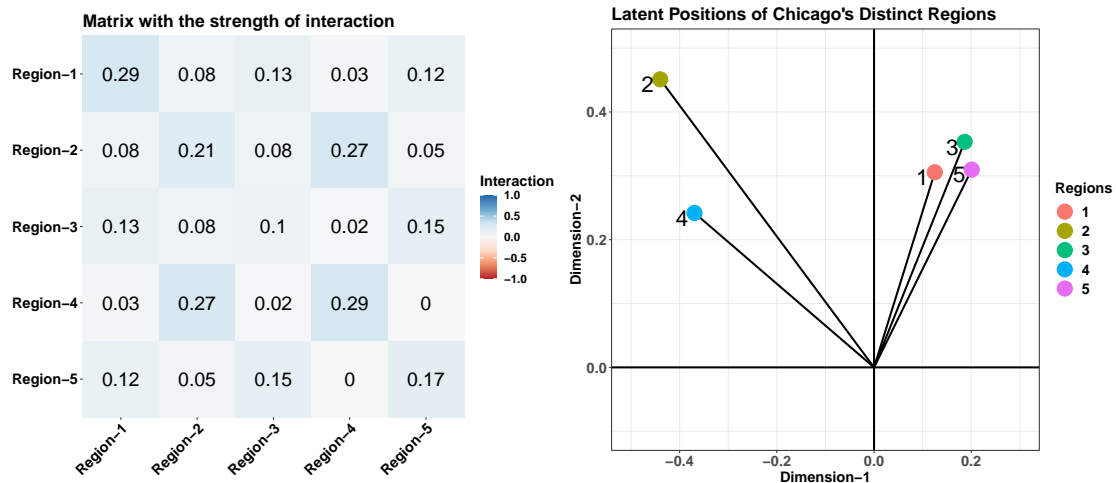 Matrix with the strength of interaction
Region−1 0.29 0.08 0.13 0.03 0.12
Region−2 0.08 0.21 0.08 0.27 0.05
Region−3 0.13 0.08 0.1 0.02 0.15
Region−4 0.03 0.27 0.02 0.29 0
Region−5 0.12 0.05 0.15 0 0.17
Region−1 Region−2 Region−3 Region−4 Region−5
Interaction
1.0
0.5
0.0
−0.5
−1.0
Latent Positions of Chicago's Distinct Regions
Dimension−2
0.4
0.2
0.0
2
3
1
5
4
−0.4 −0.2 0.0 0.2
Dimension−1
Regions
1
2
3
4
5